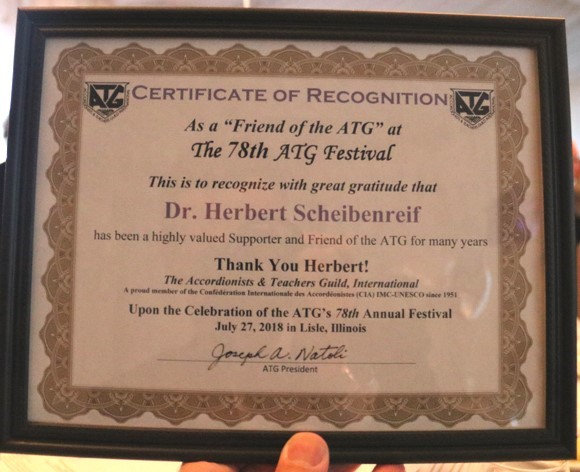 ATG CERTIFICATE OF RECOGNITION ATG
As a "Friend of the ATG" at
The 78th ATG Festival
This is to recognize with great gratitude that
Dr. Herbert Scheibenreif
has been a highly valued Supporter and Friend of the ATG for many years
Thank You Herbert!
The Accordionists & Teachers Guild, International
A proud member of the Confédération Internationale des Accordéonistes (CIA) IMC-UNESCO since 1951
Upon the Celebration of the ATG's 78th Annual Festival
July 27, 2018 in Lisle, Illinois
Joseph A. Natoli
ATG President